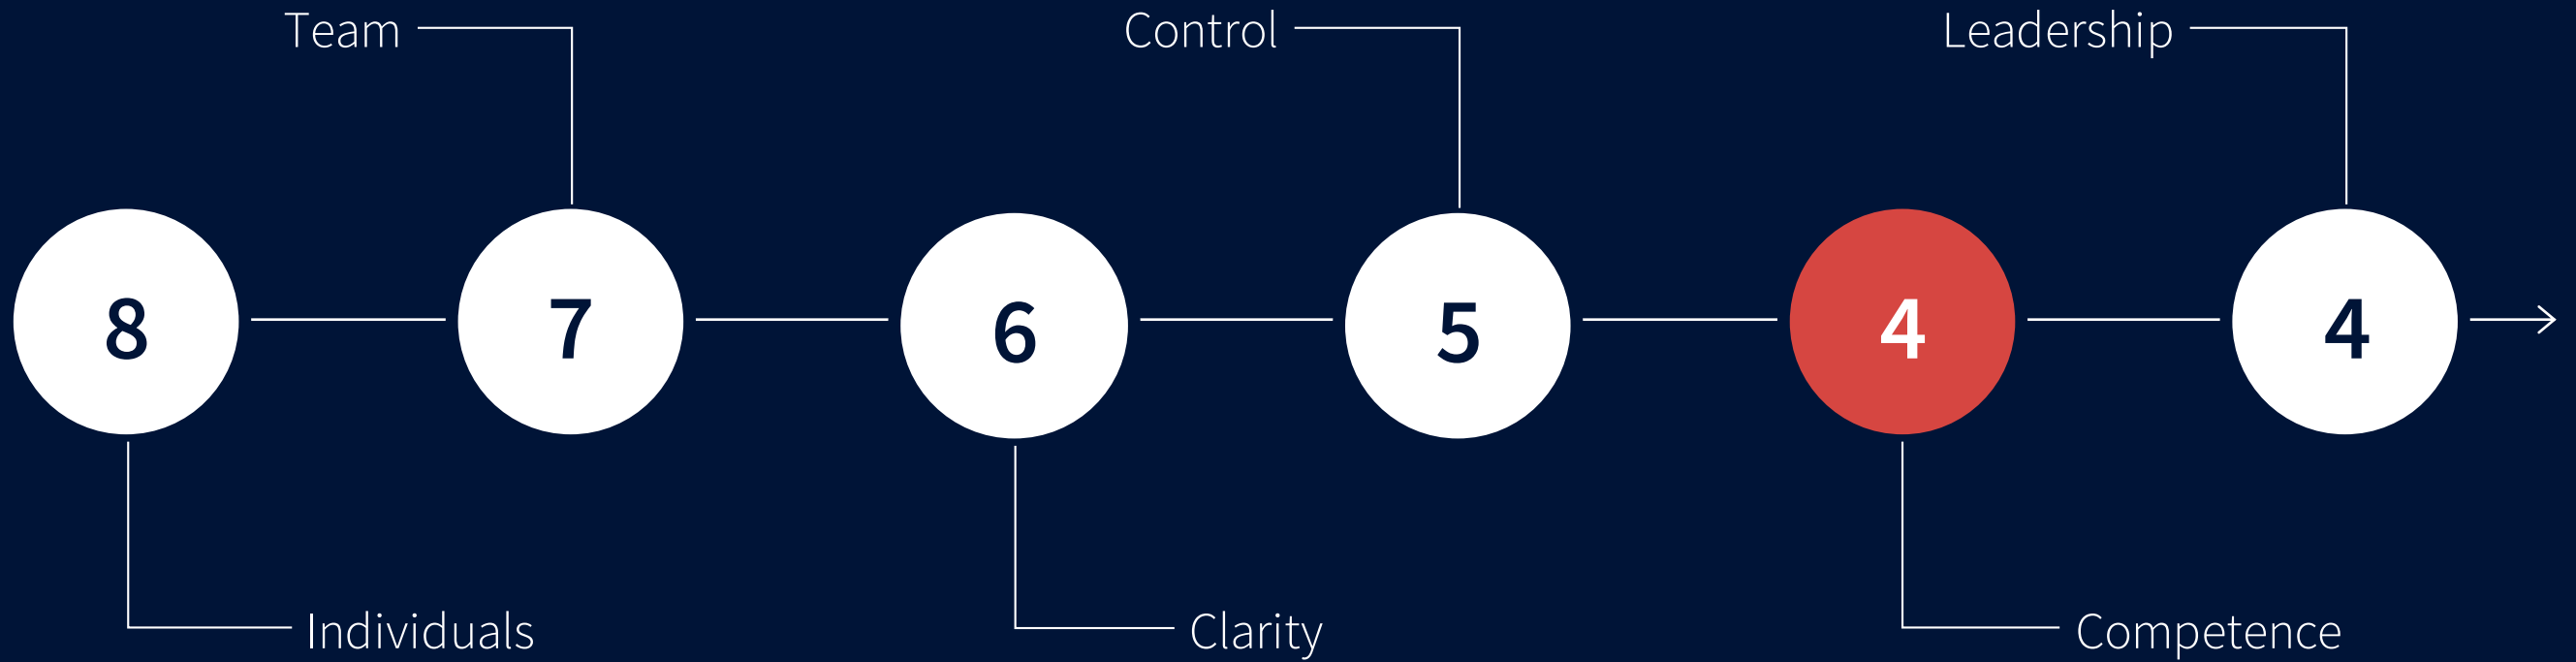 Team
Control
Leadership
8
7
6
5
4
4
Individuals
Clarity
Competence